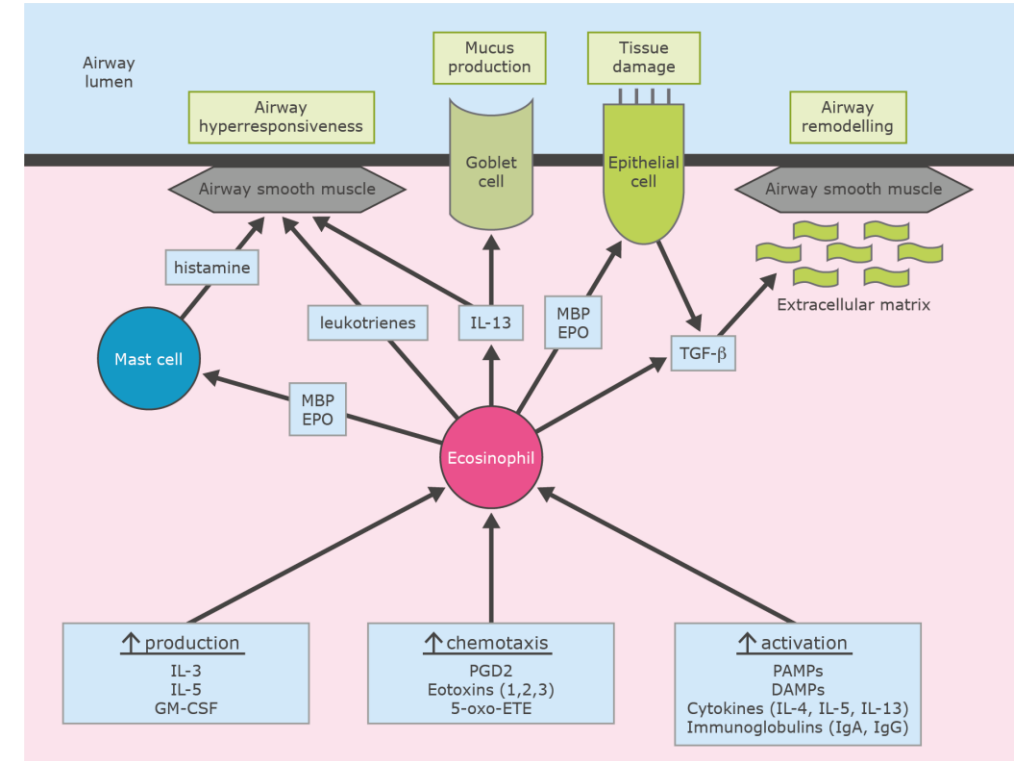 Airway
lumen
Mucus
production
Tissue
damage
Airway
hyperresponsiveness
Airway
remodelling
Airway smooth muscle
Goblet
cell
Epithelial
cell
Airway smooth muscle
histamine
leukotrienes
IL-13
MBP
EPO
Extracellular matrix
TGF-β
Mast cell
MBP
EPO
Ecosinophil
↑ production
IL-3
IL-5
GM-CSF
↑ chemotaxis
PGD2
Eotoxins (1,2,3)
5-oxo-ETE
↑ activation
PAMPs
DAMPs
Cytokines (IL-4, IL-5, IL-13)
Immunoglobulins (IgA, IgG)